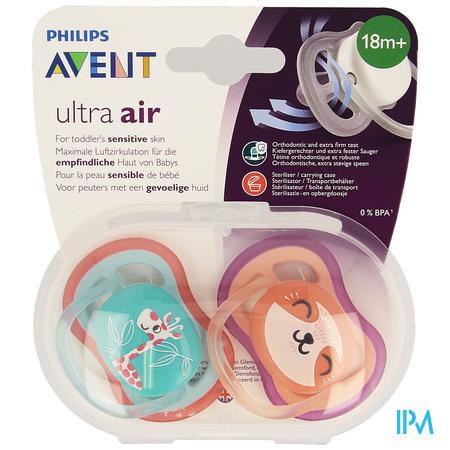 PHILIPS
AVENT
ultra air
For toddler's sensitive skin
Maximale Luftzirkulation für die
empfindliche Haut von Babys
Pour la peau sensible de bébé
Voor peuters met een gevoelige huid
18m+
Orthodontic and extra firm teat
Kiefergerechter und extra fester Sauger
Tétine orthodontique et robuste
Orthodontische, extra stevige speen
Steriliser / carrying case
Sterilisator / Transportbehälter
Stérilisateur / boîte de transport
Sterilisatie- en opbergdoosje
0 % BPA¹
IPM